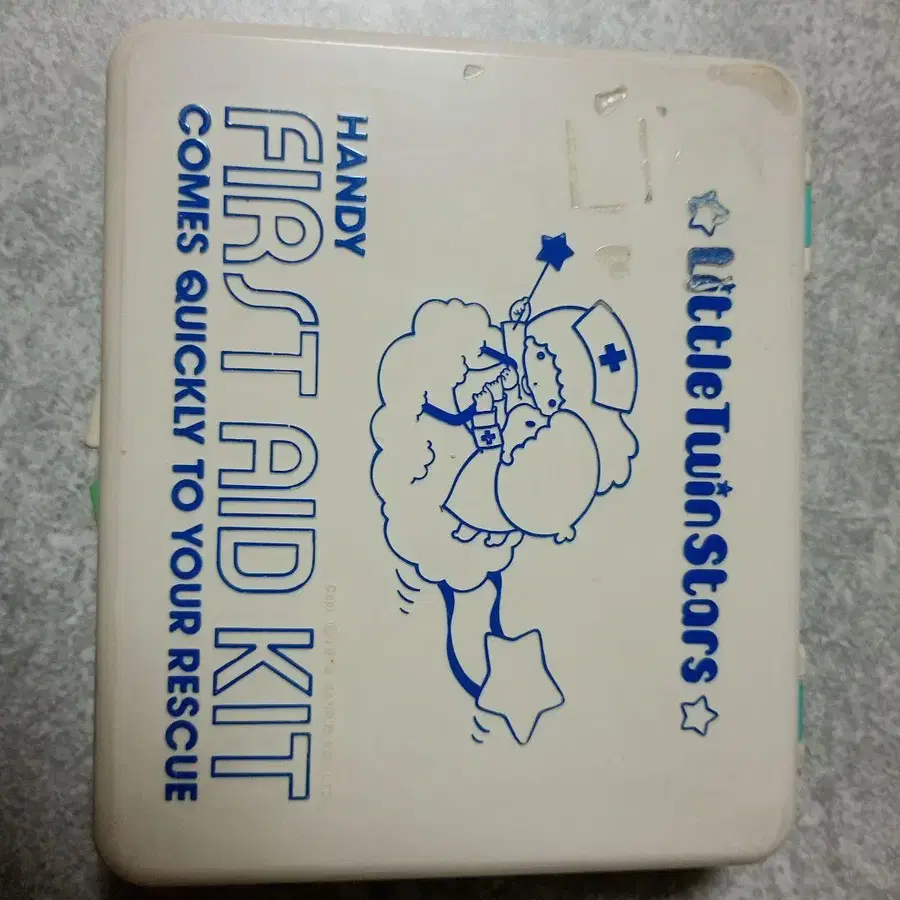 LittleTwinStars
HANDY
FIRST AID KIT
COMES QUICKLY TO YOUR RESCUE